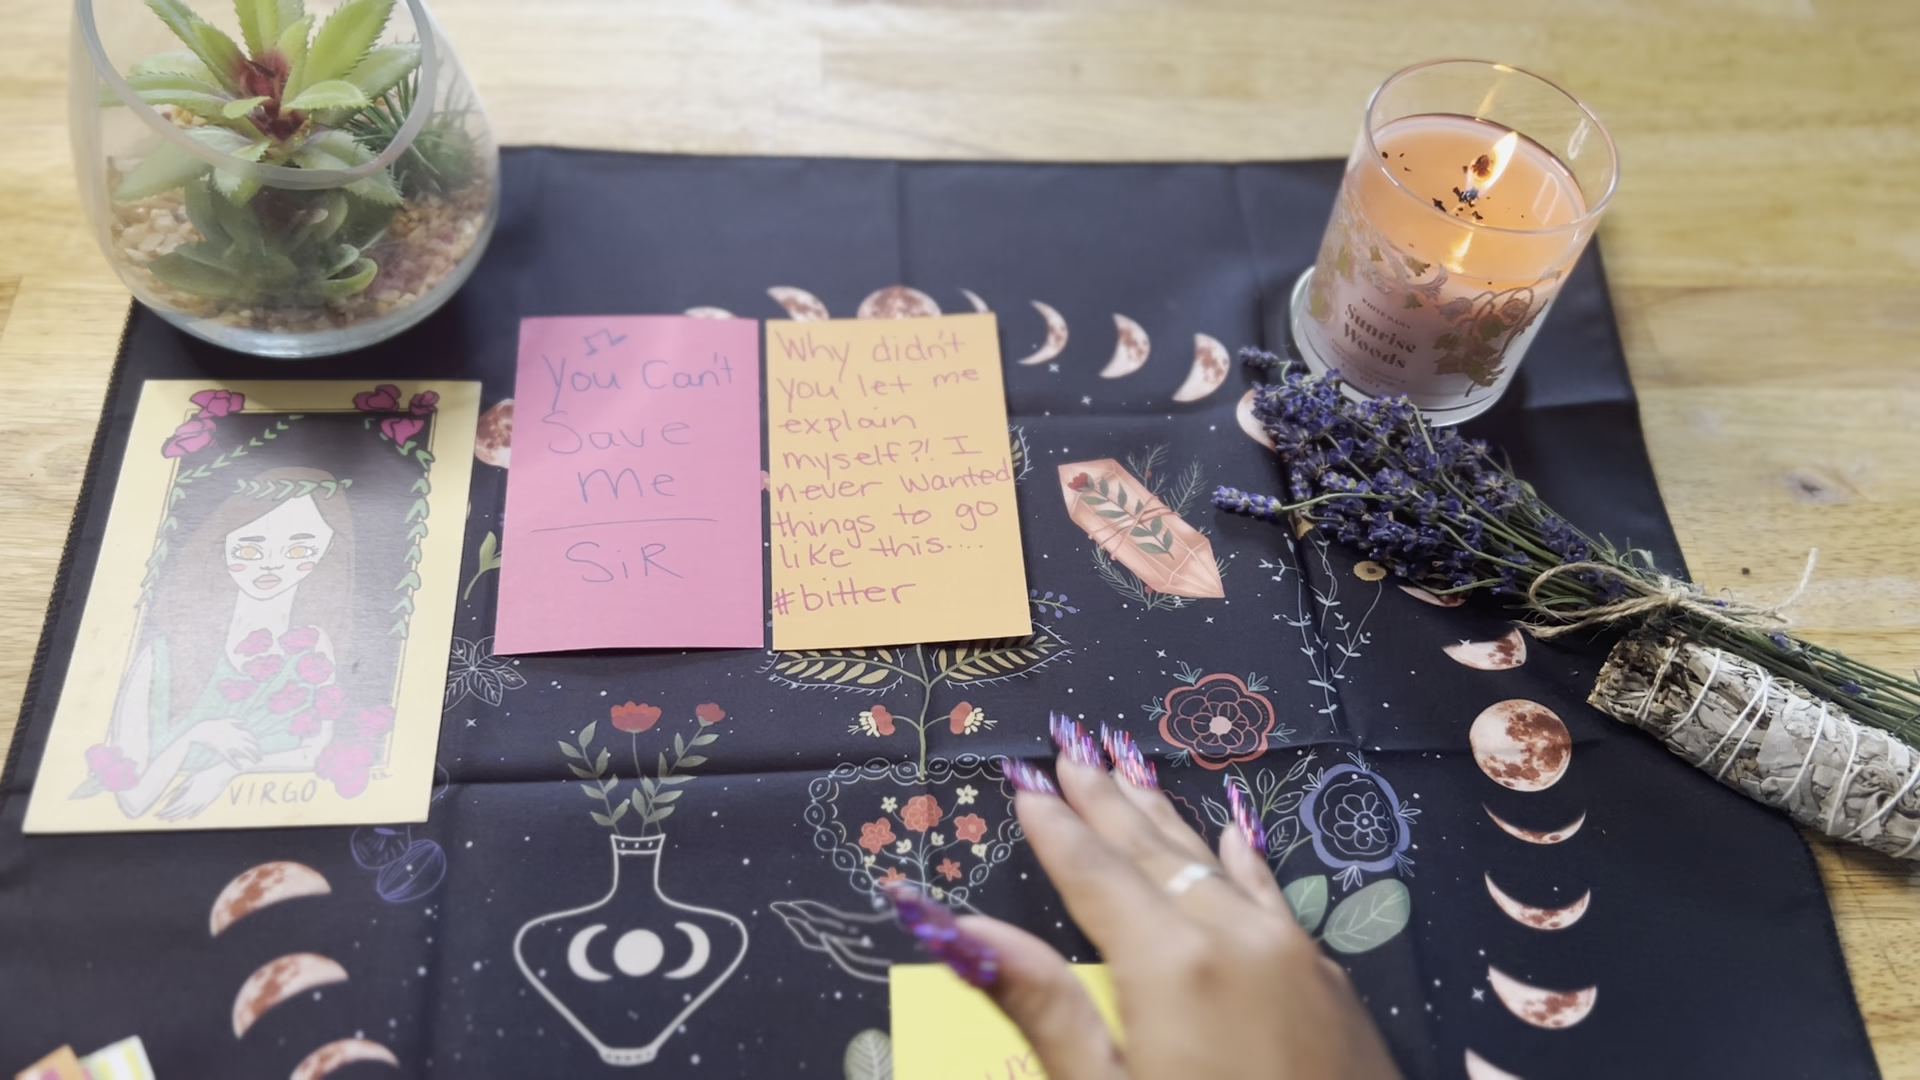 You Can't
Save
Me
SiR
Why didn't
you let me
explain
myself?! I
never wanted
things to go
like this....
#bitter
VIRGO
Sunrise
Woods